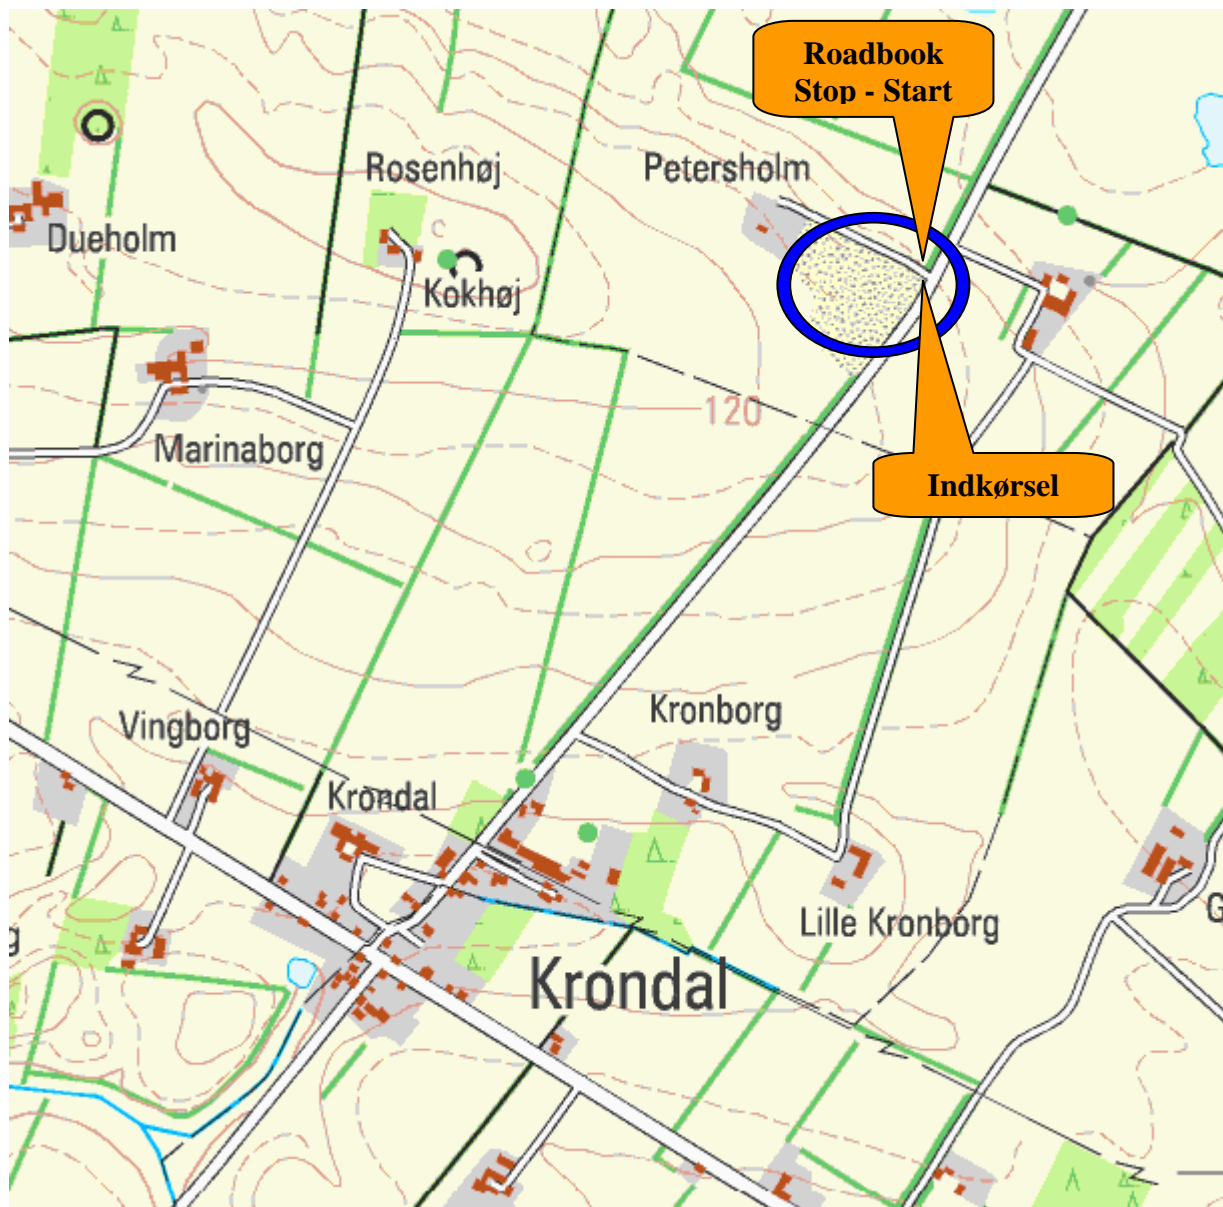 Roadbook
Stop - Start
Rosenhøj
Petersholm
Dueholm
Kokhøj
120
Marinaborg
Indkørsel
Vingborg
Kronborg
Krondal
Lille Kronborg
g
G
Krondal